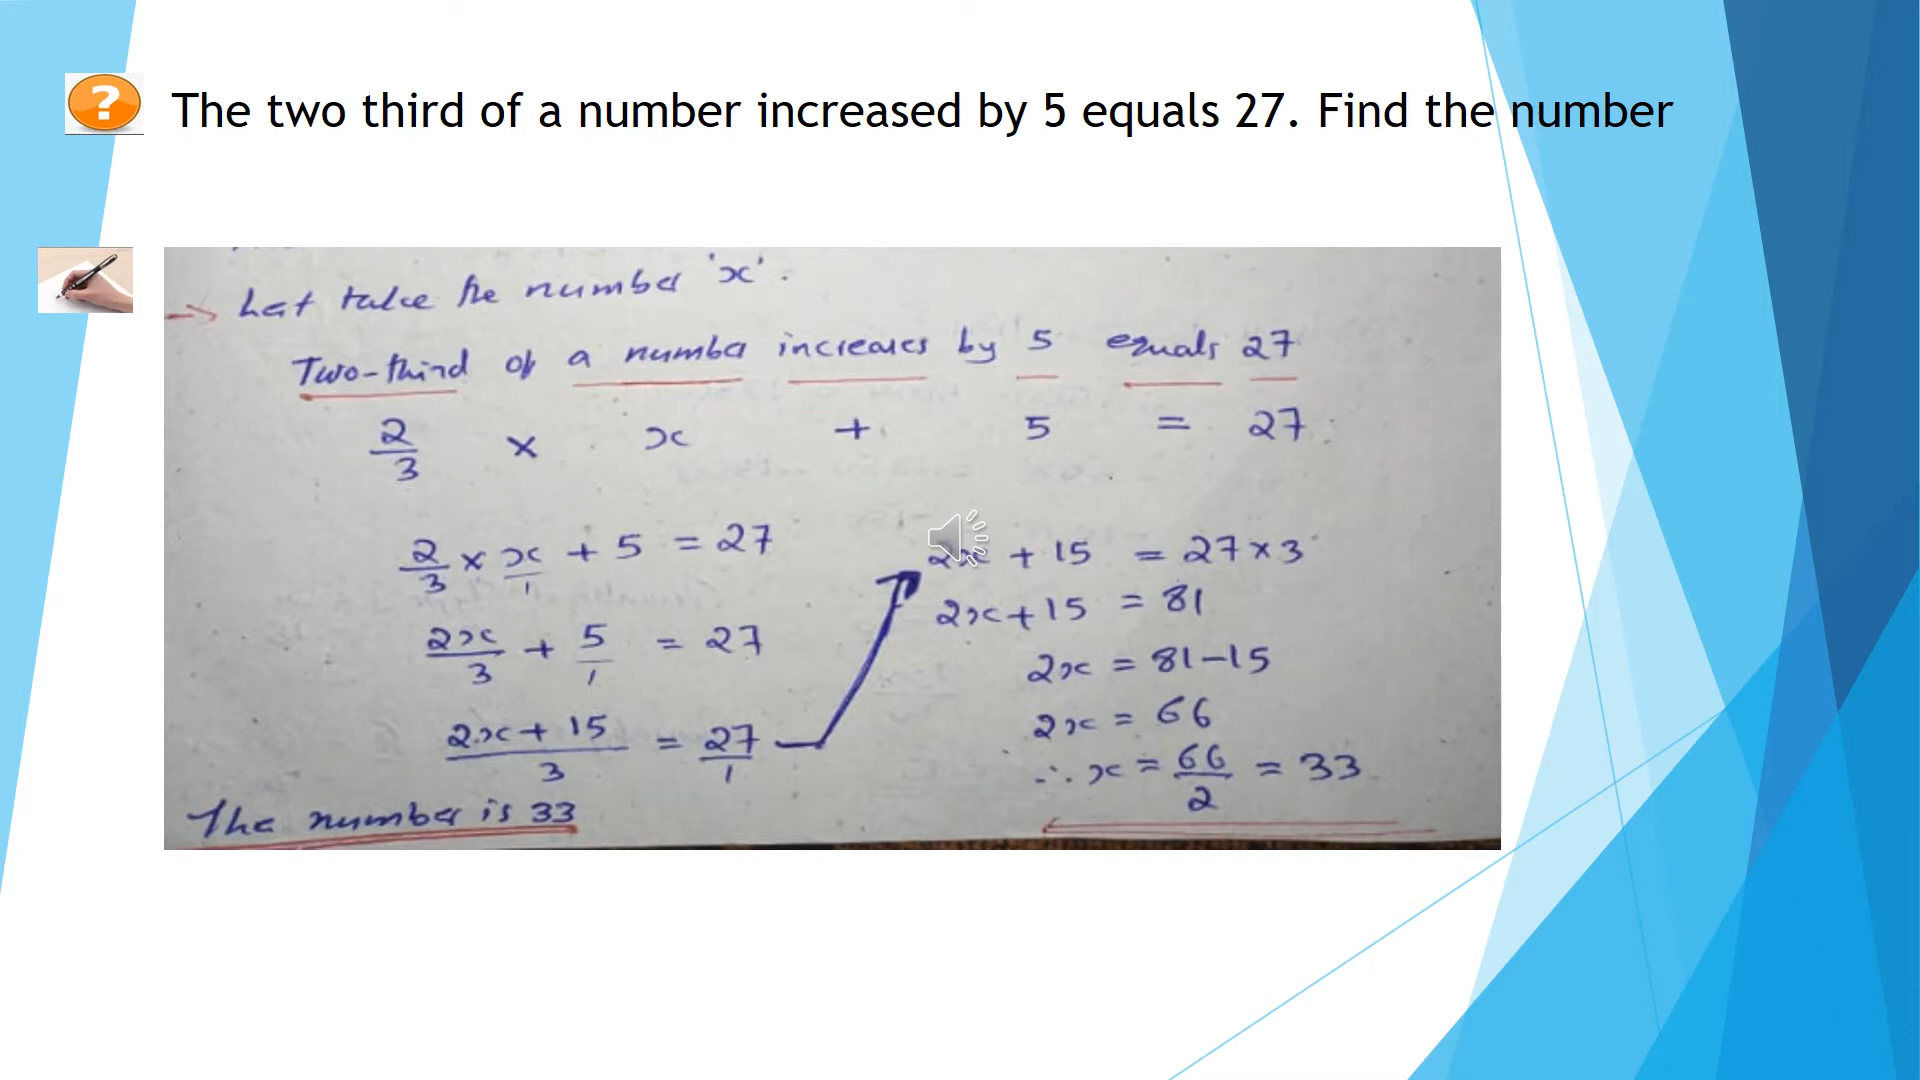 ?
The two third of a number increased by 5 equals 27. Find the number
Let take the number 'x'.
Two-third of a number increases by 5 equals 27
2/3 × x + 5 = 27
2/3 × x/1 + 5 = 27
2x/3 + 5/1 = 27
2x + 15/3 = 27/1
The number is 33
2x + 15 = 27 × 3
2x + 15 = 81
2x = 81 - 15
2x = 66
∴ x = 66/2 = 33